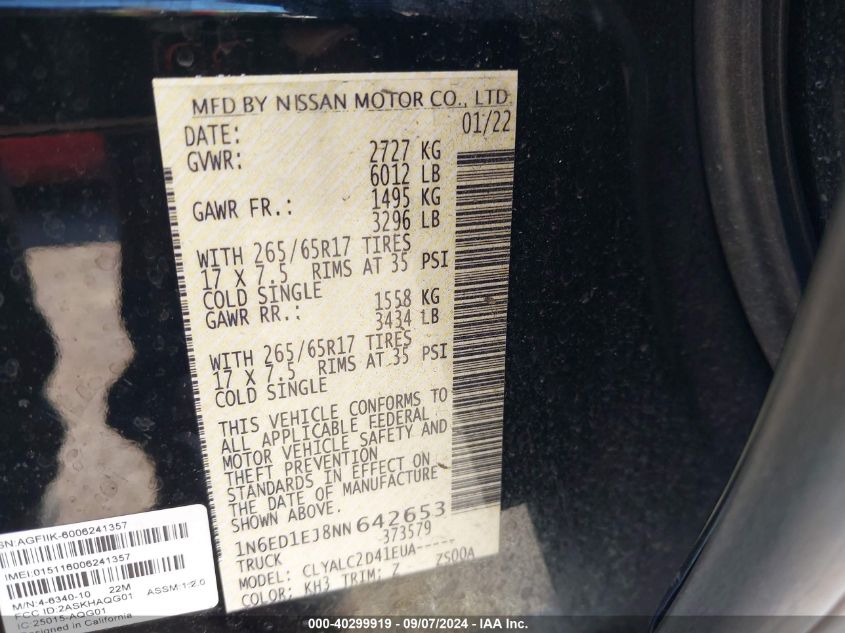 MFD BY NISSAN MOTOR CO., LTD
DATE: 01/22
GVWR: 2727 KG
6012 LB
GAWR FR.: 1495 KG
3296 LB
WITH 265/65R17 TIRES
17 X 7.5 RIMS AT 35 PSI
COLD SINGLE
GAWR RR.: 1558 KG
3434 LB
WITH 265/65R17 TIRES
17 X 7.5 RIMS AT 35 PSI
COLD SINGLE
THIS VEHICLE CONFORMS TO
ALL APPLICABLE FEDERAL
MOTOR VEHICLE SAFETY AND
THEFT PREVENTION
STANDARDS IN EFFECT ON
THE DATE OF MANUFACTURE
SHOWN ABOVE.
1N6ED1EJ8NN642653
TRUCK 373579
MODEL: CLYALC2D41EUA-----
COLOR: KH3 TRIM: Z 7S00A
SN:AGFIIK-6006241357
IMEI:015116006241357
M/N:4-6340-10 22M ASSM:1:2.0
FCC ID:2ASKHAQG01
IC:25015-AQG01
Designed in California
000-40299919 - 09/07/2024 - IAAI.com